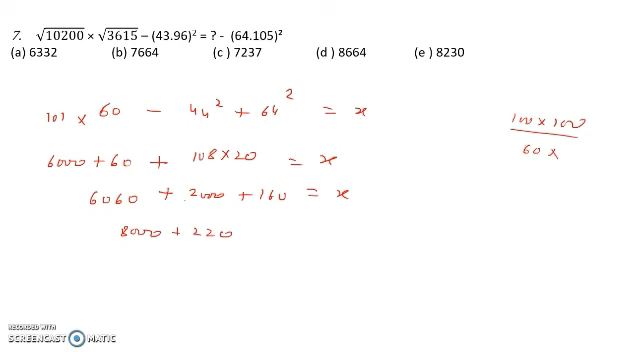 7. √10200 × √3615 – (43.96)² = ? - (64.105)²
(a) 6332 (b) 7664 (c ) 7237 (d ) 8664 (e ) 8230
101 × 60 — 44² + 64² = x
100 × 100
60 ×
6000 + 60 + 108 × 20 = x
6060 + 2000 + 160 = x
8000 + 220
RECORDED WITH
SCREENCAST MATIC